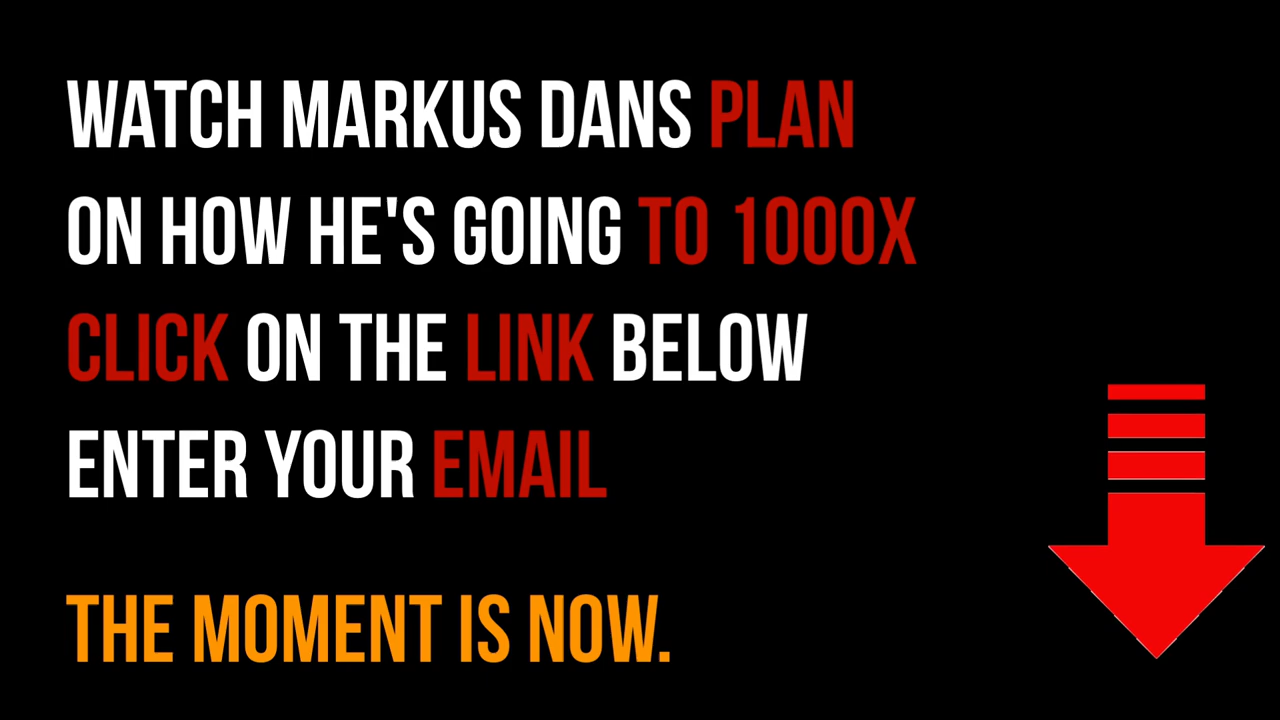 WATCH MARKUS DANS PLAN
ON HOW HE'S GOING TO 1000X
CLICK ON THE LINK BELOW
ENTER YOUR EMAIL
THE MOMENT IS NOW.